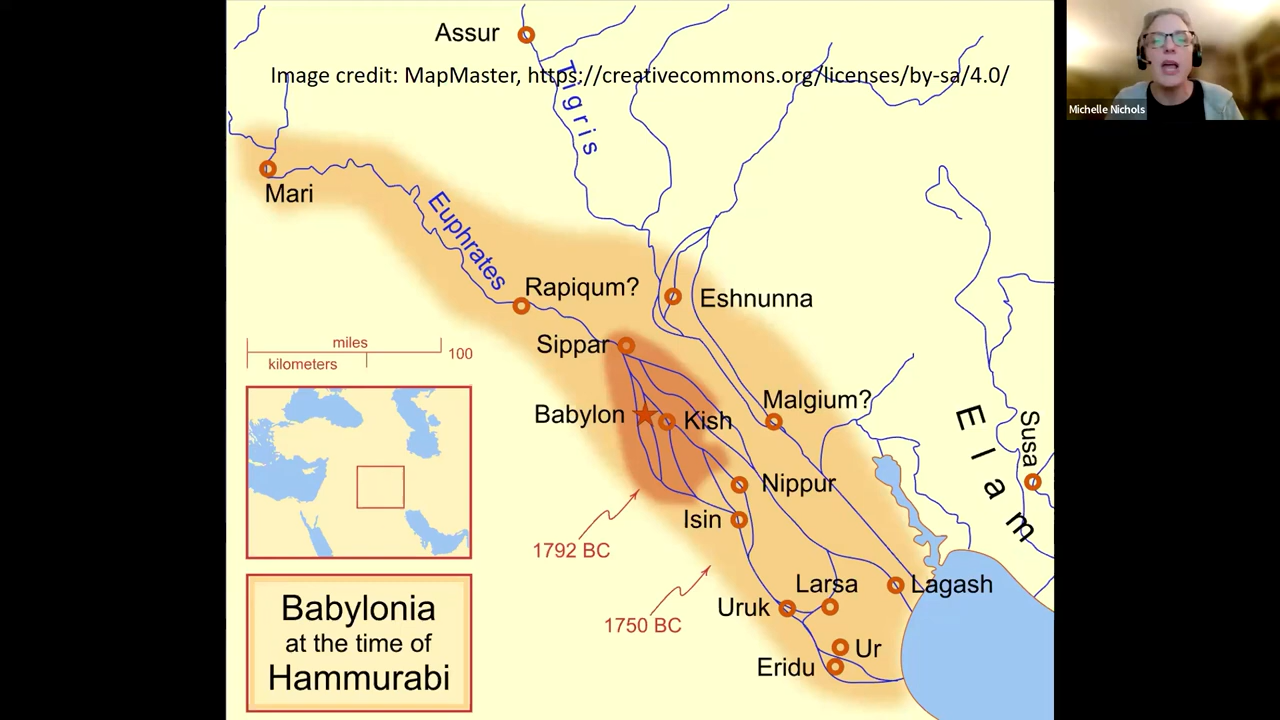 Assur
Image credit: MapMaster, https://creativecommons.org/licenses/by-sa/4.0/
Michelle Nichols
Tigris
Mari
Euphrates
Rapiqum?
Eshnunna
Sippar
miles
100
kilometers
Malgium?
Babylon
Kish
Elam
Susa
Nippur
Isin
1792 BC
Larsa
Lagash
Uruk
1750 BC
Ur
Eridu
Babylonia
at the time of
Hammurabi